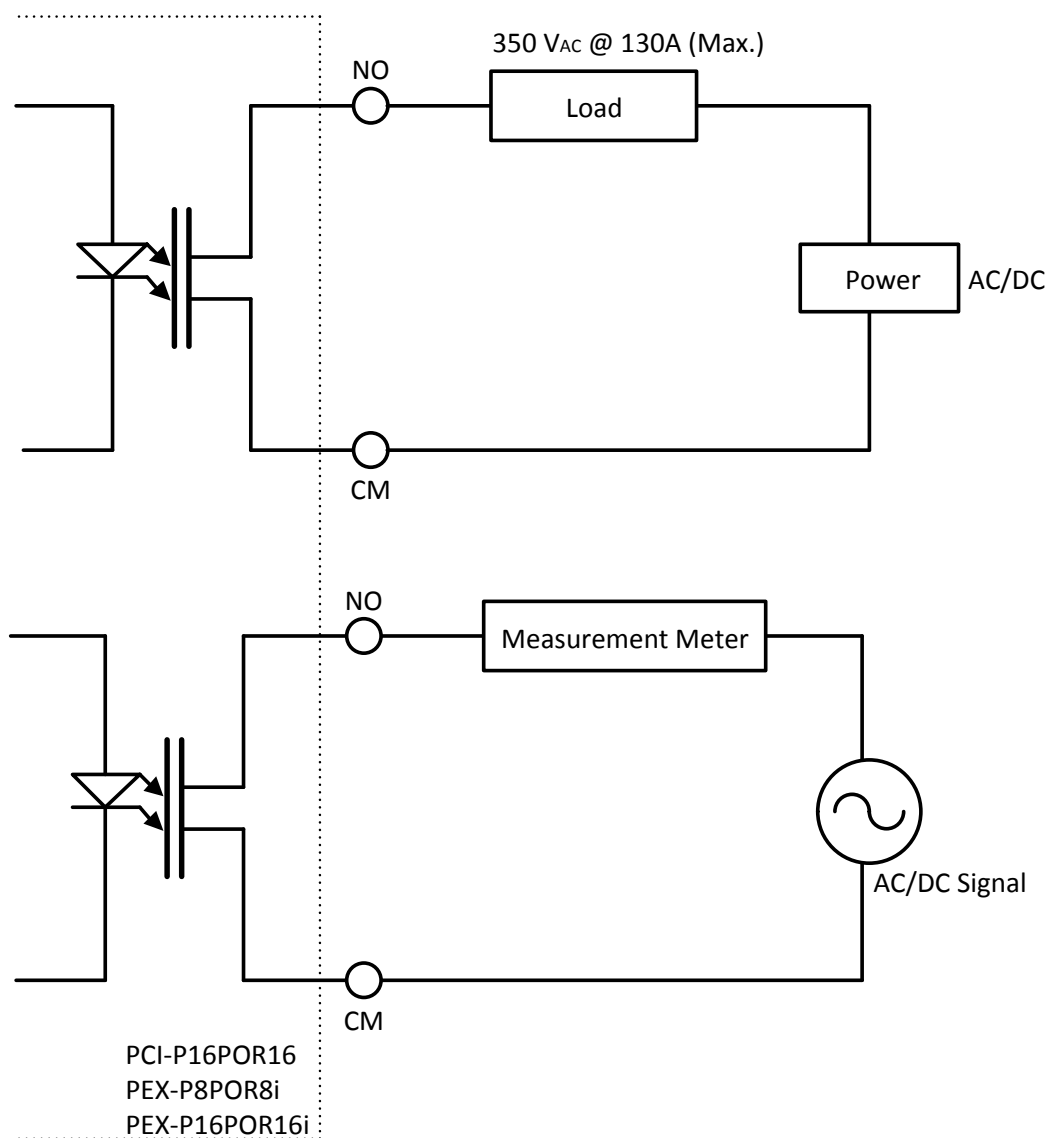 350 VAC @ 130A (Max.)
NO
Load
Power
AC/DC
CM
NO
Measurement Meter
AC/DC Signal
CM
PCI-P16POR16
PEX-P8POR8i
PEX-P16POR16i